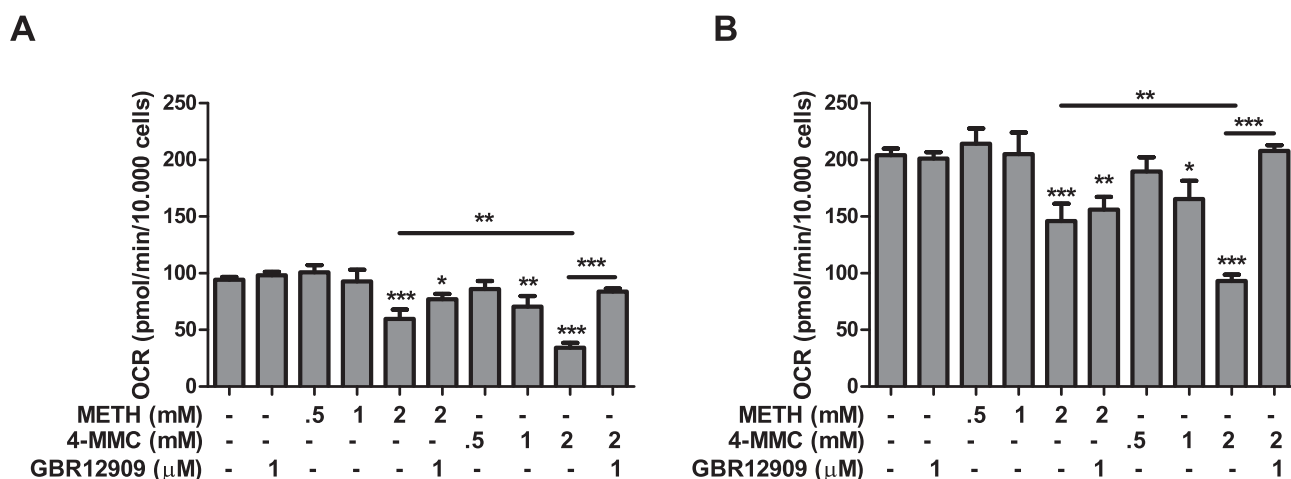 A
OCR (pmol/min/10.000 cells)
250
200
150
100
50
0
**
***
*** * ** ***
METH (mM) - - .5 1 2 2 - - - -
4-MMC (mM) - - - - - - .5 1 2 2
GBR12909 (μM) - 1 - - - 1 - - - 1
B
OCR (pmol/min/10.000 cells)
250
200
150
100
50
0
**
***
*** ** * ***
METH (mM) - - .5 1 2 2 - - - -
4-MMC (mM) - - - - - - .5 1 2 2
GBR12909 (μM) - 1 - - - 1 - - - 1